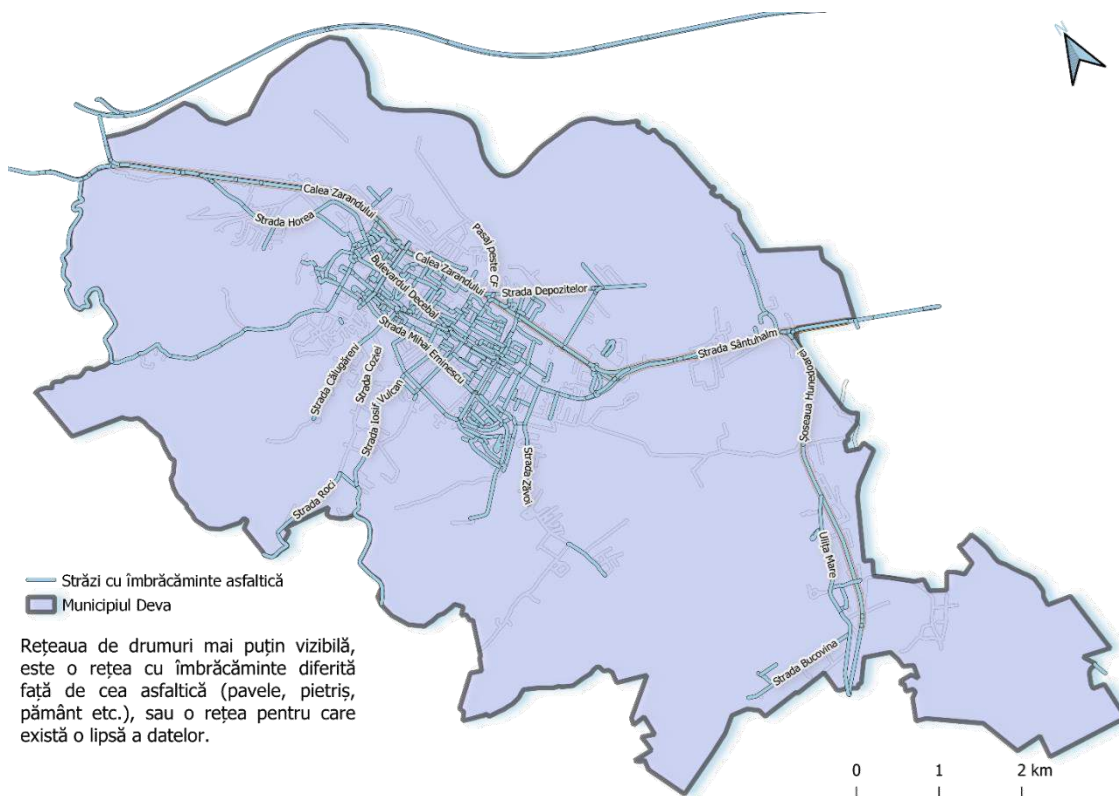 N
Calea Zarandului
Strada Horea
Pasaj peste CF
Bulevardul Decebal
Calea Zarandului
Strada Depozitelor
Strada Mihai Eminescu
Strada Sântuhalm
Strada Călugăreni
Strada Coziei
Strada Iosif Vulcan
Șoseaua Hunedoarei
Strada Zăvoi
Strada Roci
Ulița Mare
Strada Bucovina
Străzi cu îmbrăcăminte asfaltică
Municipiul Deva
Rețeaua de drumuri mai puțin vizibilă,
este o rețea cu îmbrăcăminte diferită
față de cea asfaltică (pavele, pietriș,
pământ etc.), sau o rețea pentru care
există o lipsă a datelor.
0 1 2 km